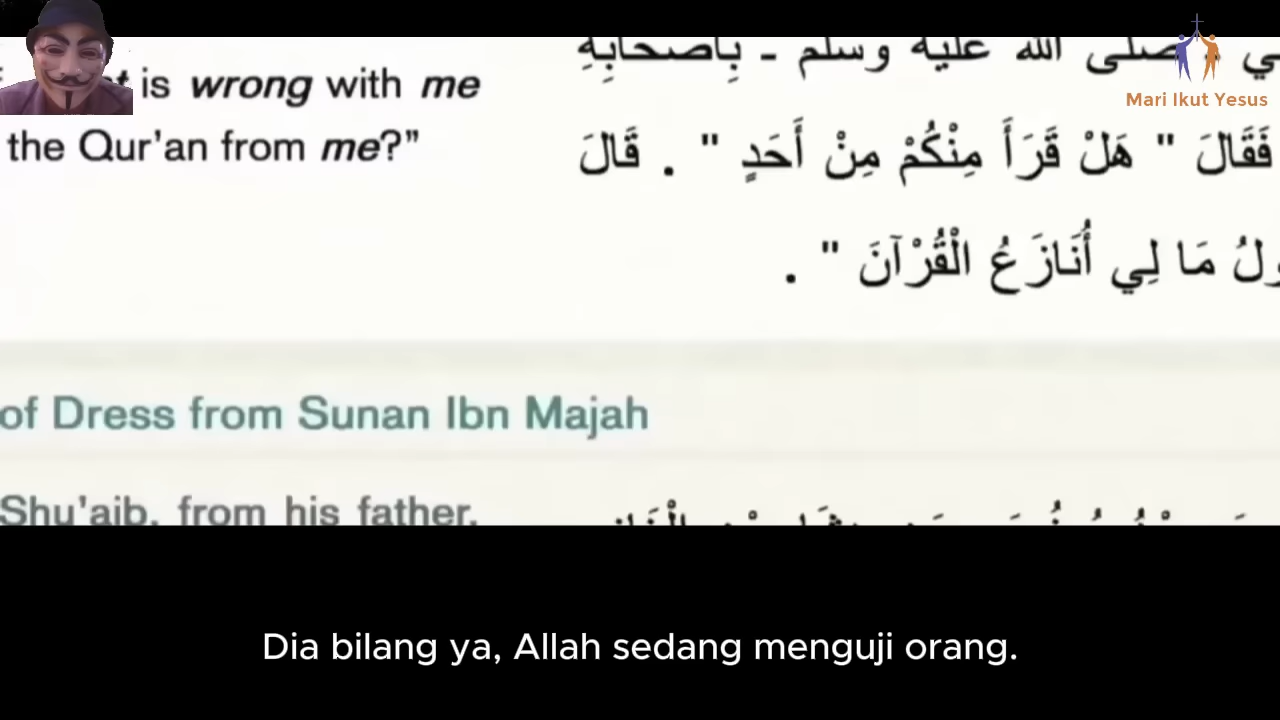 is wrong with me
the Qur'an from me?"
صلى الله عليه وسلم ـ بِأَصْحَابِهِ
فَقَالَ " هَلْ قَرَأَ مِنْكُمْ مِنْ أَحَدٍ " . قَالَ
مَا لِي أُنَازَعُ الْقُرْآنَ " .
Mari Ikut Yesus
of Dress from Sunan Ibn Majah
Shu'aib, from his father,
Dia bilang ya, Allah sedang menguji orang.